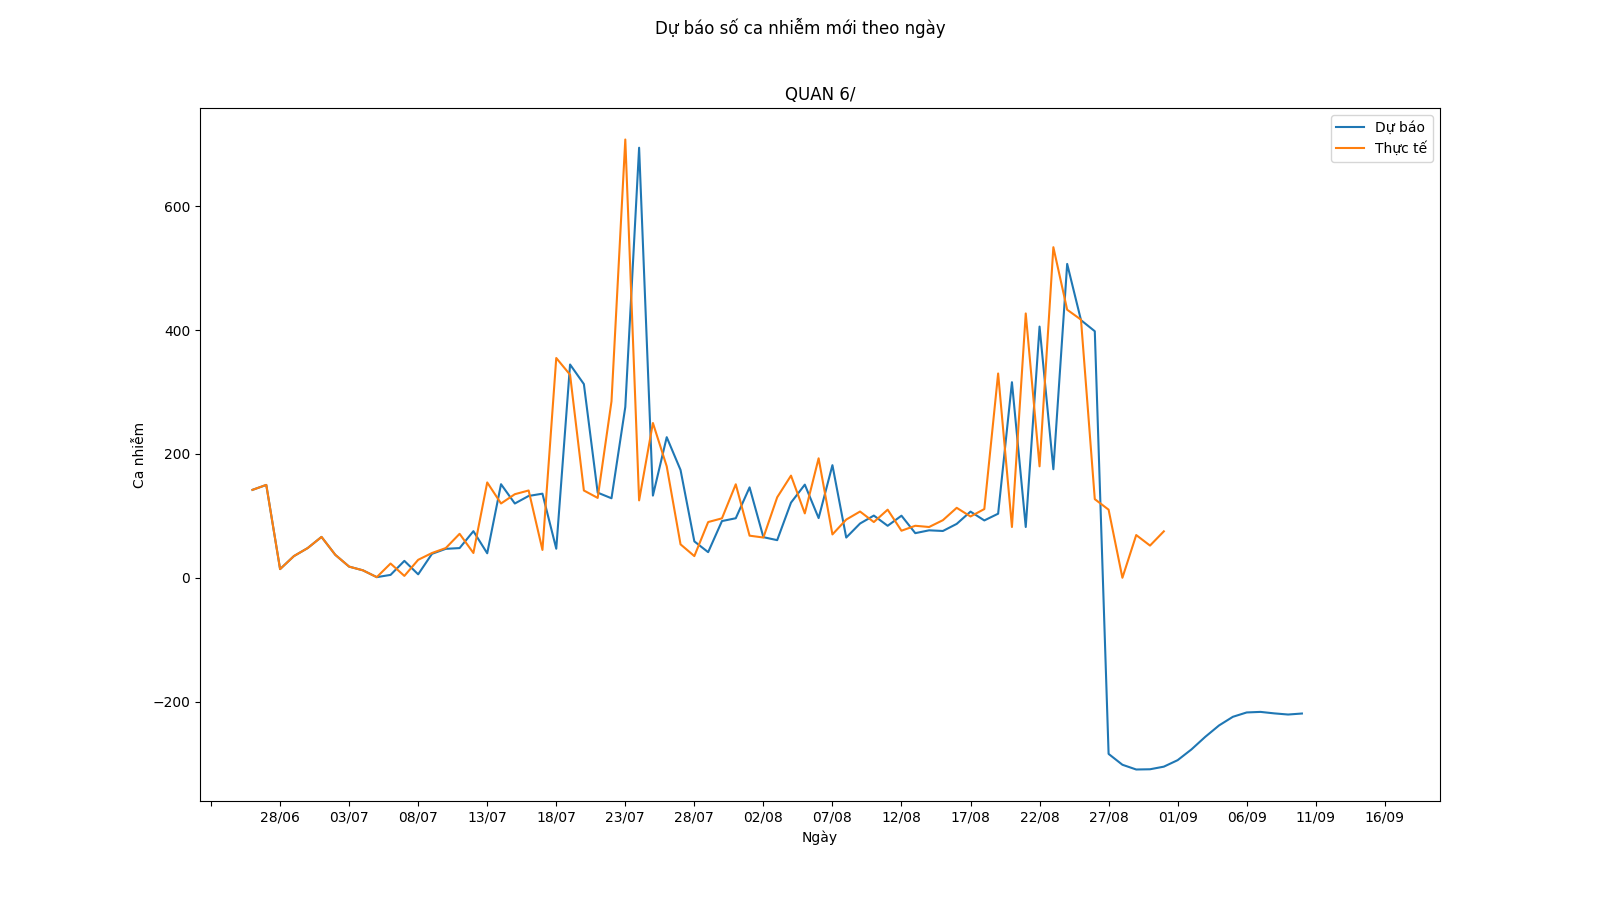 Dự báo số ca nhiễm mới theo ngày
QUAN 6/
Dự báo
Thực tế
600
400
200
0
−200
Ca nhiễm
28/06 03/07 08/07 13/07 18/07 23/07 28/07 02/08 07/08 12/08 17/08 22/08 27/08 01/09 06/09 11/09 16/09
Ngày